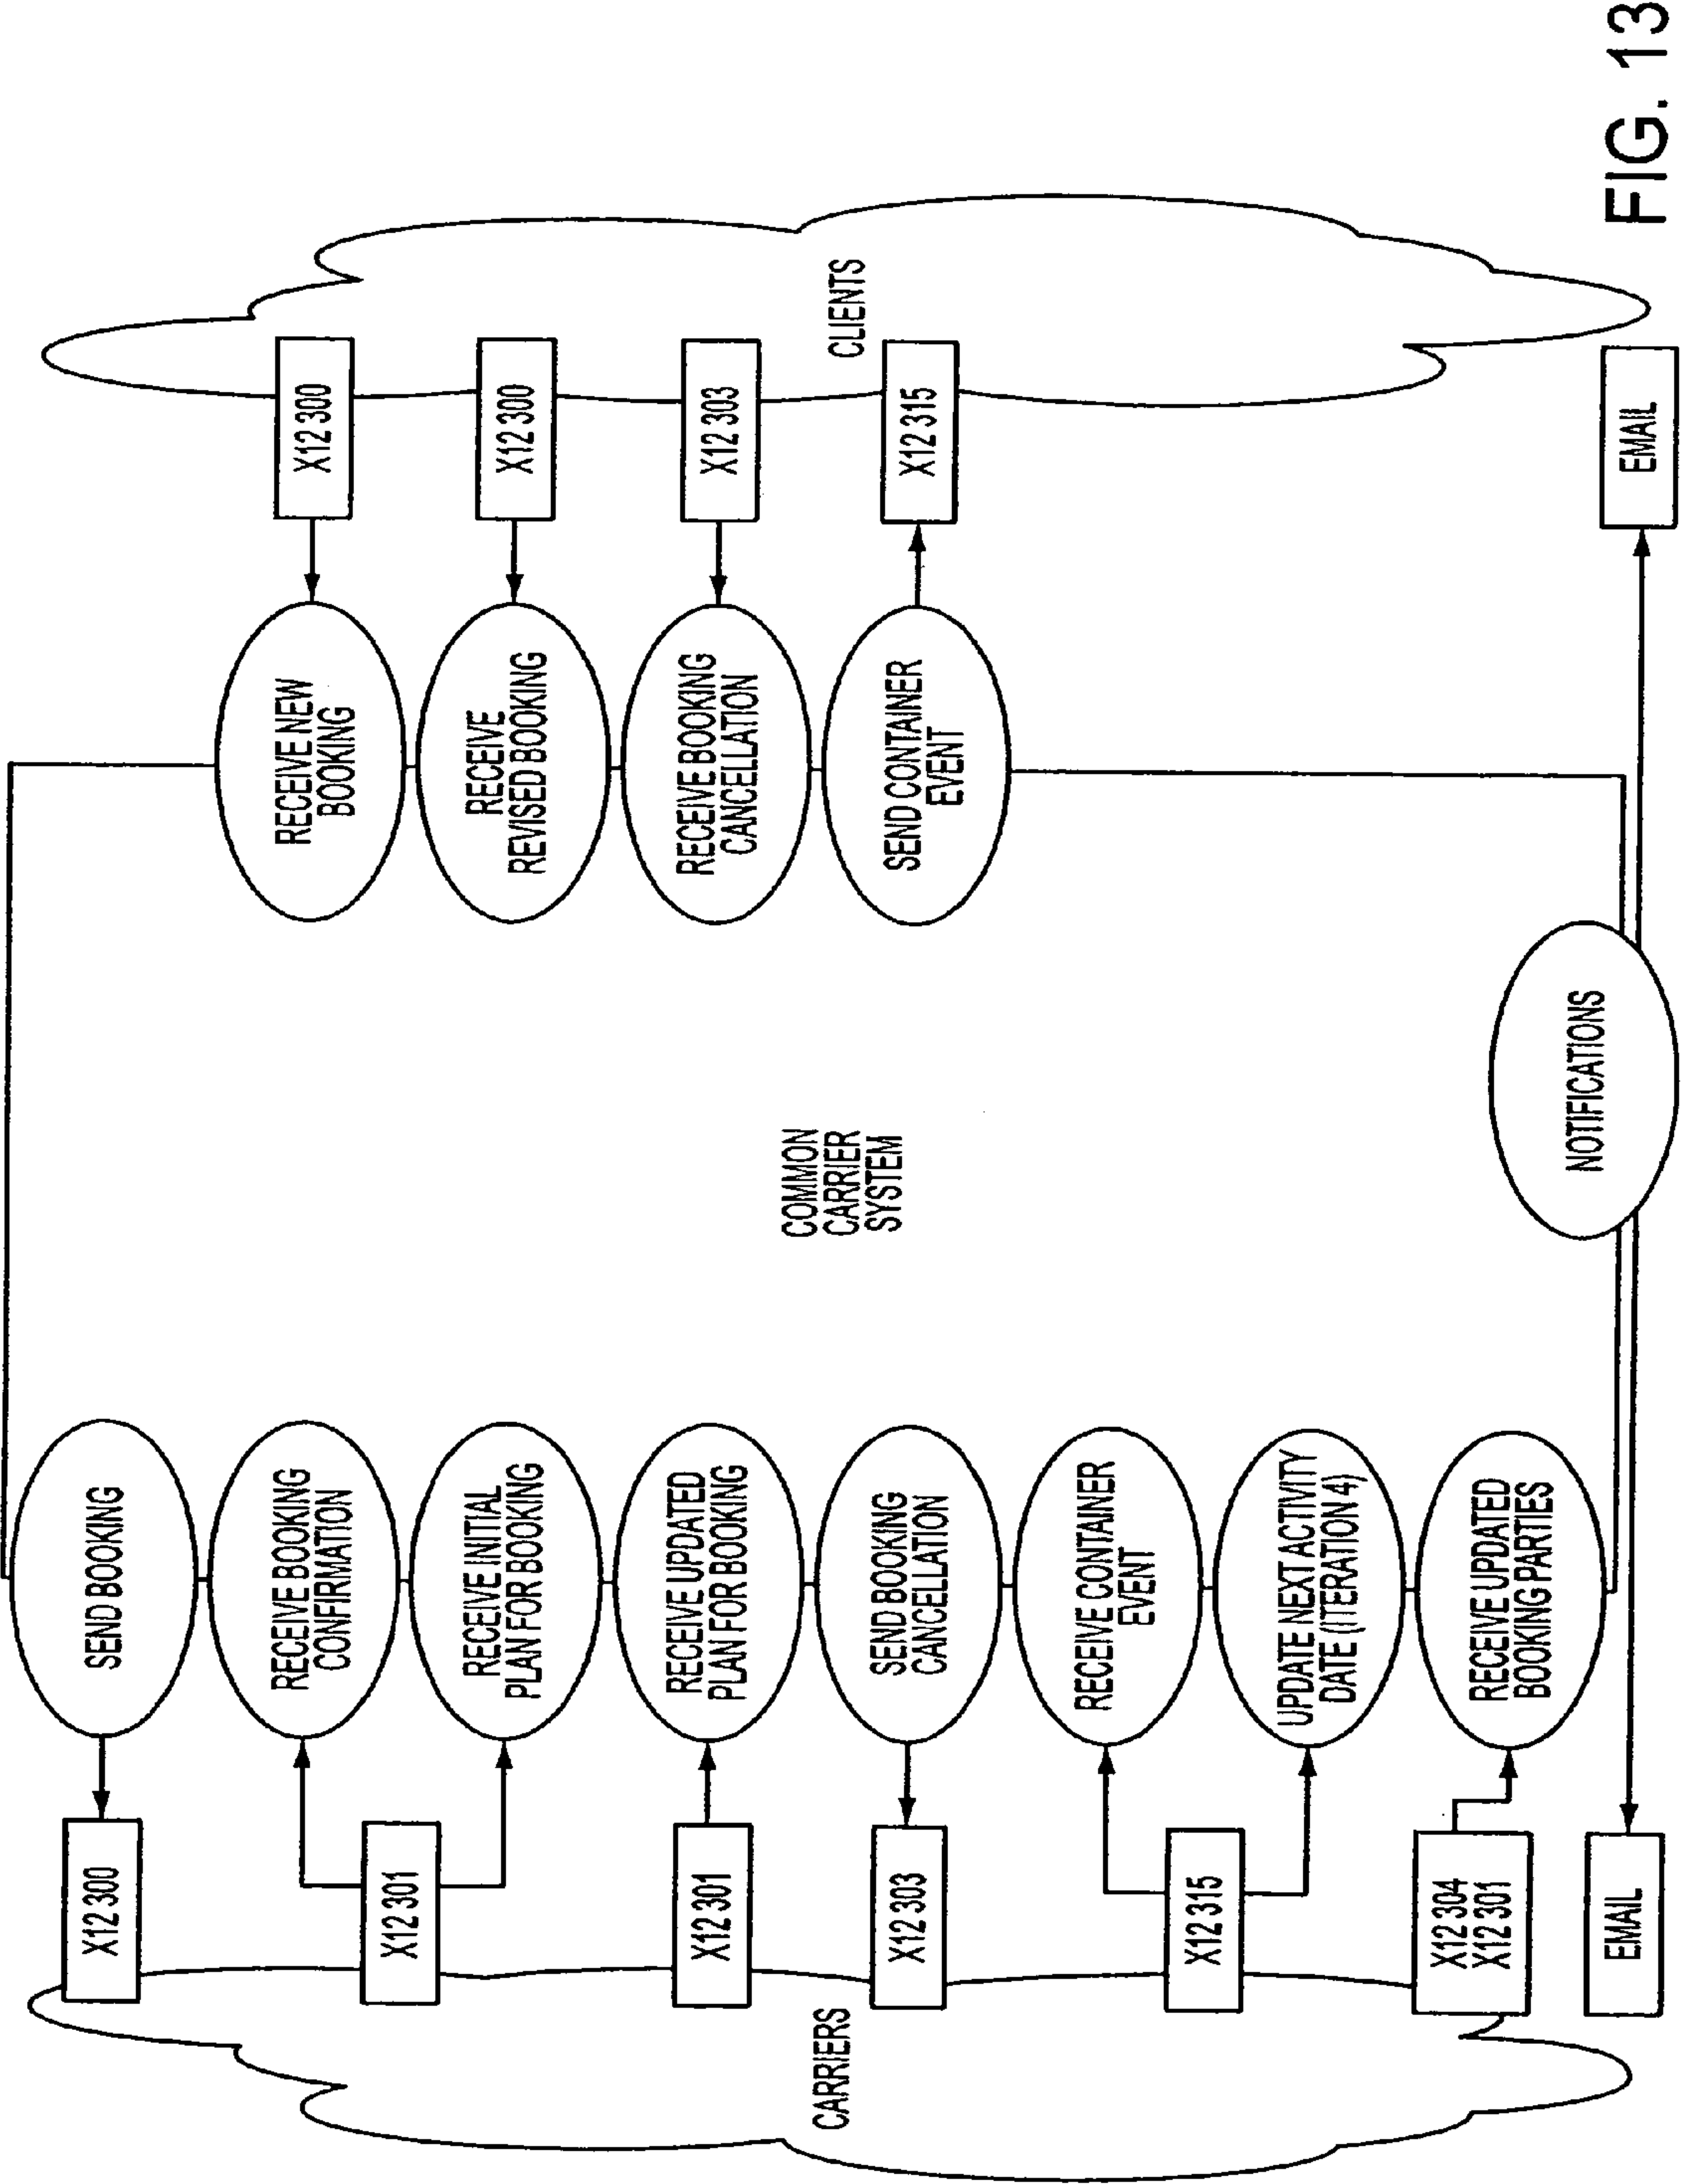 CARRIERS
X12 300
X12 301
X12 301
X12 303
X12 315
X12 304
X12 301
EMAIL
SEND BOOKING
RECEIVE BOOKING
CONFIRMATION
RECEIVE INITIAL
PLAN FOR BOOKING
RECEIVE UPDATED
PLAN FOR BOOKING
SEND BOOKING
CANCELLATION
RECEIVE CONTAINER
EVENT
UPDATE NEXT ACTIVITY
DATE (ITERATION 4)
RECEIVE UPDATED
BOOKING PARTIES
COMMON
CARRIER
SYSTEM
NOTIFICATIONS
RECEIVE NEW
BOOKING
RECEIVE
REVISED BOOKING
RECEIVE BOOKING
CANCELLATION
SEND CONTAINER
EVENT
X12 300
X12 300
X12 303
X12 315
EMAIL
CLIENTS
FIG. 13